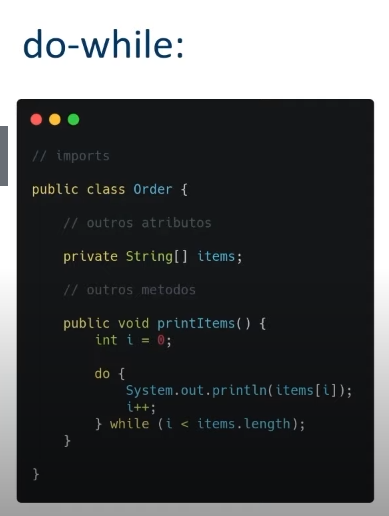 do-while:
// imports
public class Order {
// outros atributos
private String[] items;
// outros metodos
public void printItems() {
int i = 0;
do {
System.out.println(items[i]);
i++;
} while (i < items.length);
}
}